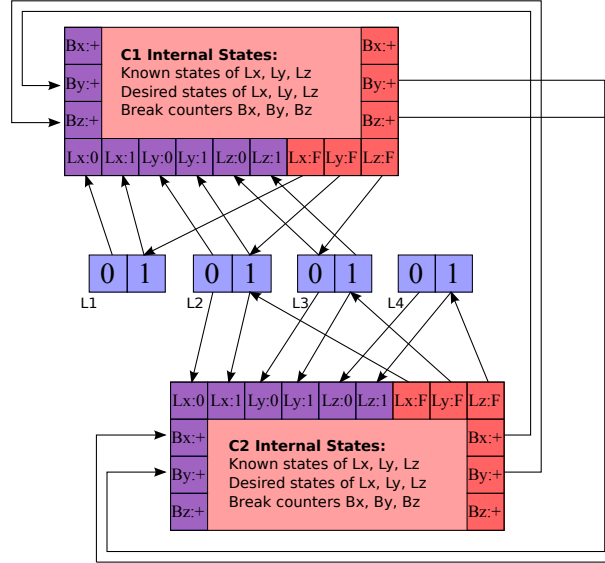 Bx:+
C1 Internal States:
Bx:+
Known states of Lx, Ly, Lz
By:+
Desired states of Lx, Ly, Lz
By:+
Break counters Bx, By, Bz
Bz:+
Bz:+
Lx:0 Lx:1 Ly:0 Ly:1 Lz:0 Lz:1 Lx:F Ly:F Lz:F
0 1 0 1 0 1 0 1
L1 L2 L3 L4
Lx:0 Lx:1 Ly:0 Ly:1 Lz:0 Lz:1 Lx:F Ly:F Lz:F
Bx:+
C2 Internal States:
Bx:+
Known states of Lx, Ly, Lz
By:+
Desired states of Lx, Ly, Lz
By:+
Break counters Bx, By, Bz
Bz:+
Bz:+